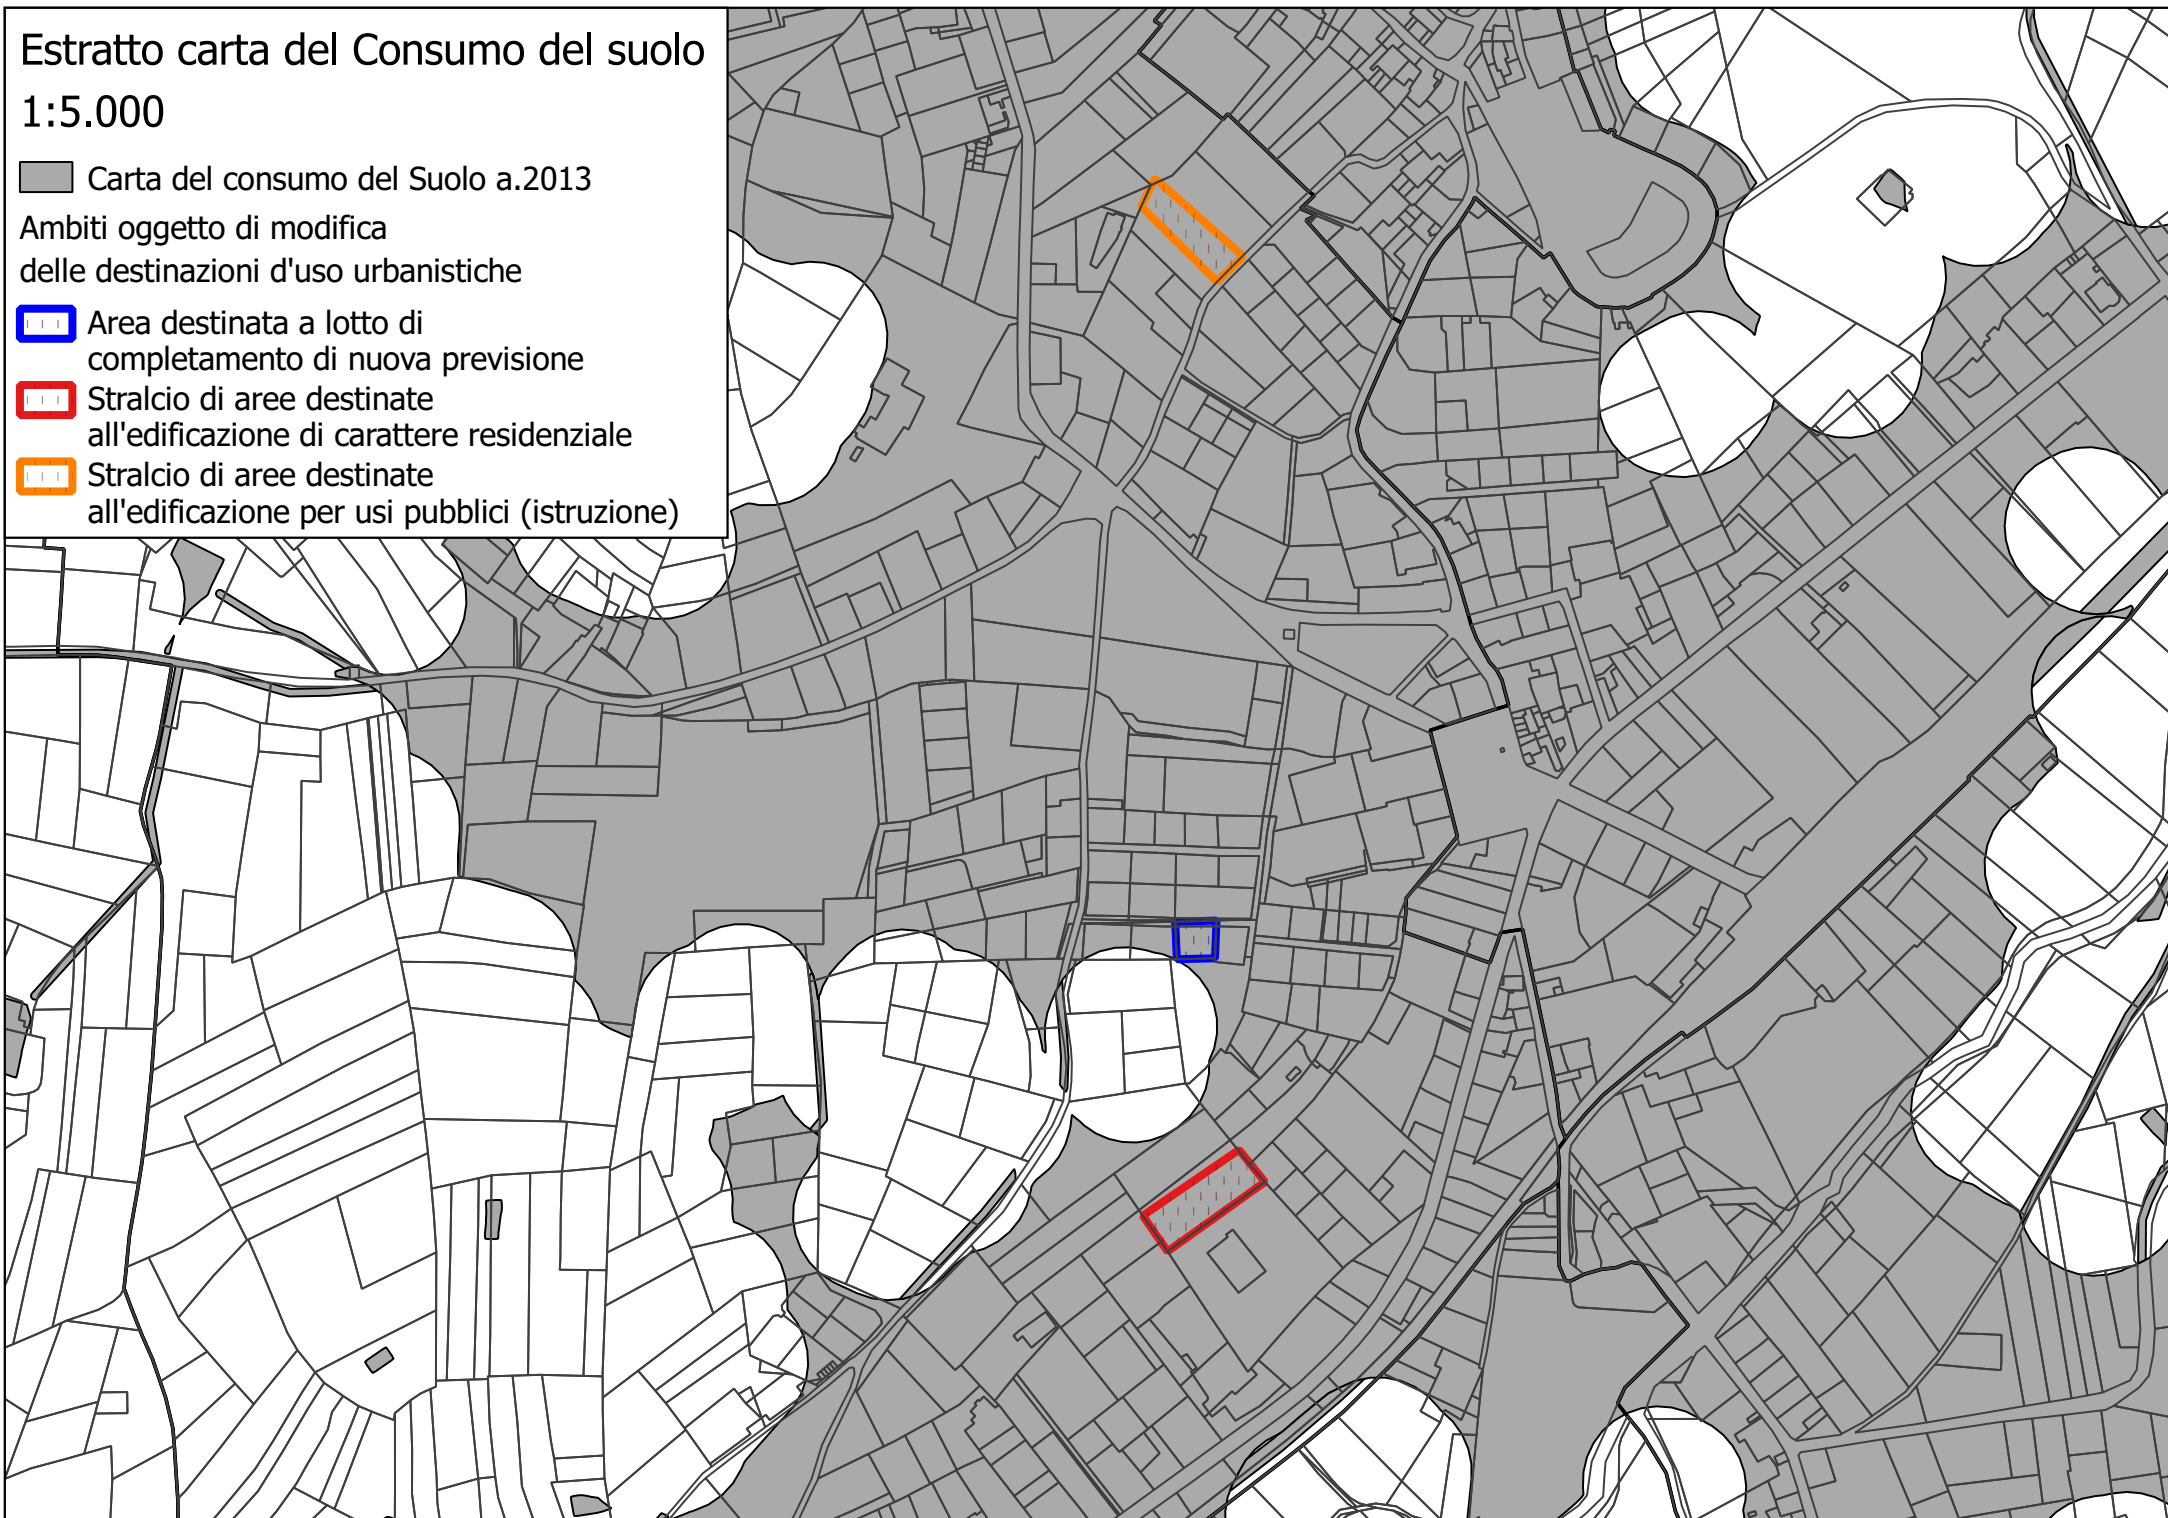 Estratto carta del Consumo del suolo
1:5.000
Carta del consumo del Suolo a.2013
Ambiti oggetto di modifica
delle destinazioni d'uso urbanistiche
Area destinata a lotto di
completamento di nuova previsione
Stralcio di aree destinate
all'edificazione di carattere residenziale
Stralcio di aree destinate
all'edificazione per usi pubblici (istruzione)